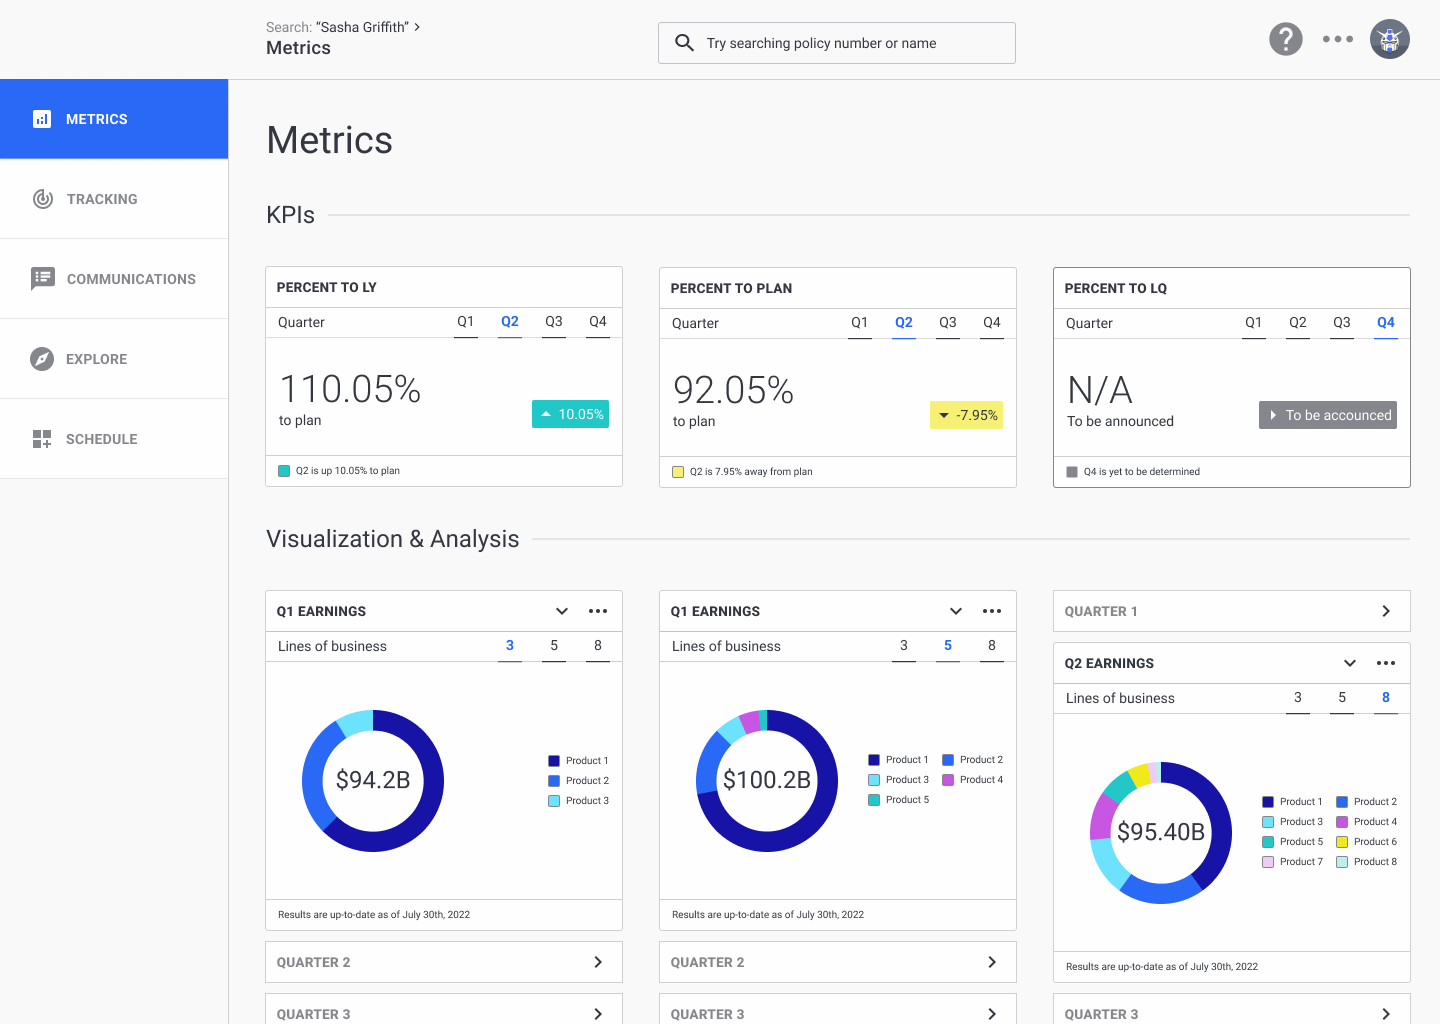 Search: “Sasha Griffith”
Metrics
Try searching policy number or name
METRICS
TRACKING
COMMUNICATIONS
EXPLORE
SCHEDULE
Metrics
KPIs
PERCENT TO LY
Quarter Q1 Q2 Q3 Q4
110.05%
to plan
10.05%
Q2 is up 10.05% to plan
PERCENT TO PLAN
Quarter Q1 Q2 Q3 Q4
92.05%
to plan
-7.95%
Q2 is 7.95% away from plan
PERCENT TO LQ
Quarter Q1 Q2 Q3 Q4
N/A
To be announced
To be accounced
Q4 is yet to be determined
Visualization & Analysis
Q1 EARNINGS
Lines of business 3 5 8
$94.2B
Product 1
Product 2
Product 3
Results are up-to-date as of July 30th, 2022
QUARTER 2
QUARTER 3
Q1 EARNINGS
Lines of business 3 5 8
$100.2B
Product 1 Product 2
Product 3 Product 4
Product 5
Results are up-to-date as of July 30th, 2022
QUARTER 2
QUARTER 3
QUARTER 1
Q2 EARNINGS
Lines of business 3 5 8
$95.40B
Product 1 Product 2
Product 3 Product 4
Product 5 Product 6
Product 7 Product 8
Results are up-to-date as of July 30th, 2022
QUARTER 3